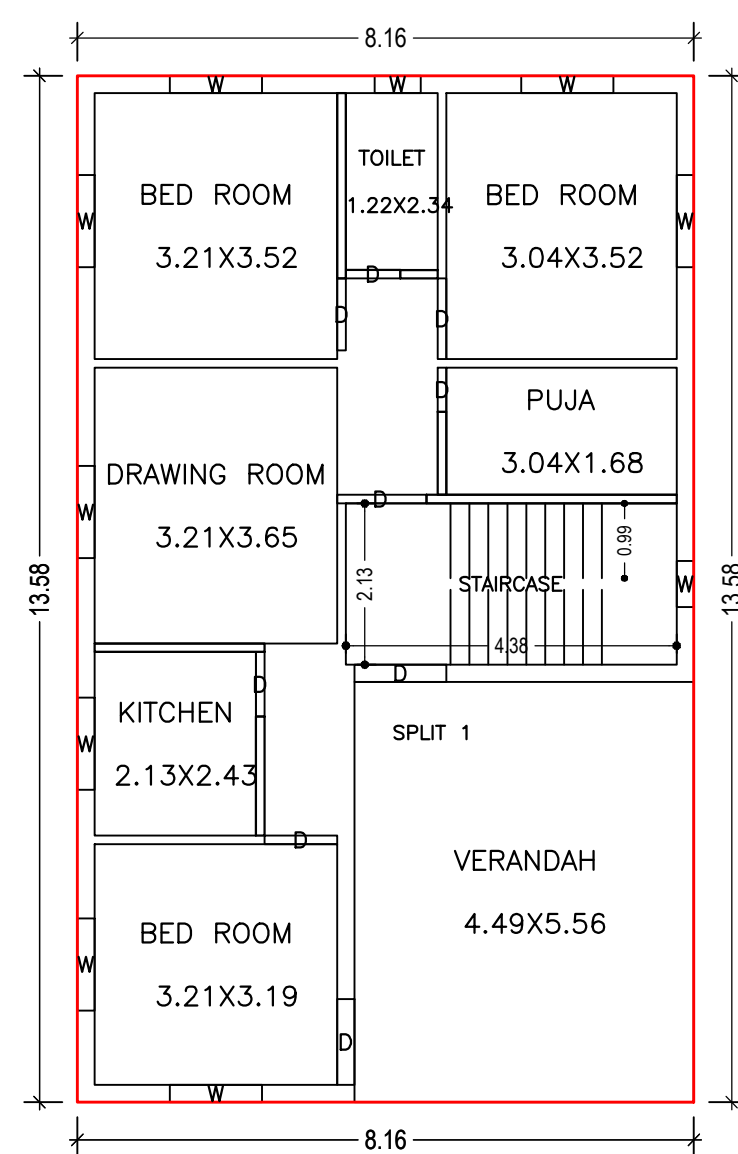 8.16
W W W
TOILET
1.22X2.34
BED ROOM
3.21X3.52
BED ROOM
3.04X3.52
W
W
D
D
D
D
PUJA
3.04X1.68
DRAWING ROOM
3.21X3.65
W
D
0.99
2.13
STAIRCASE
W
4.38
13.58
13.58
D
D
KITCHEN
2.13X2.43
W
SPLIT 1
D
VERANDAH
4.49X5.56
BED ROOM
3.21X3.19
W
D
W
8.16